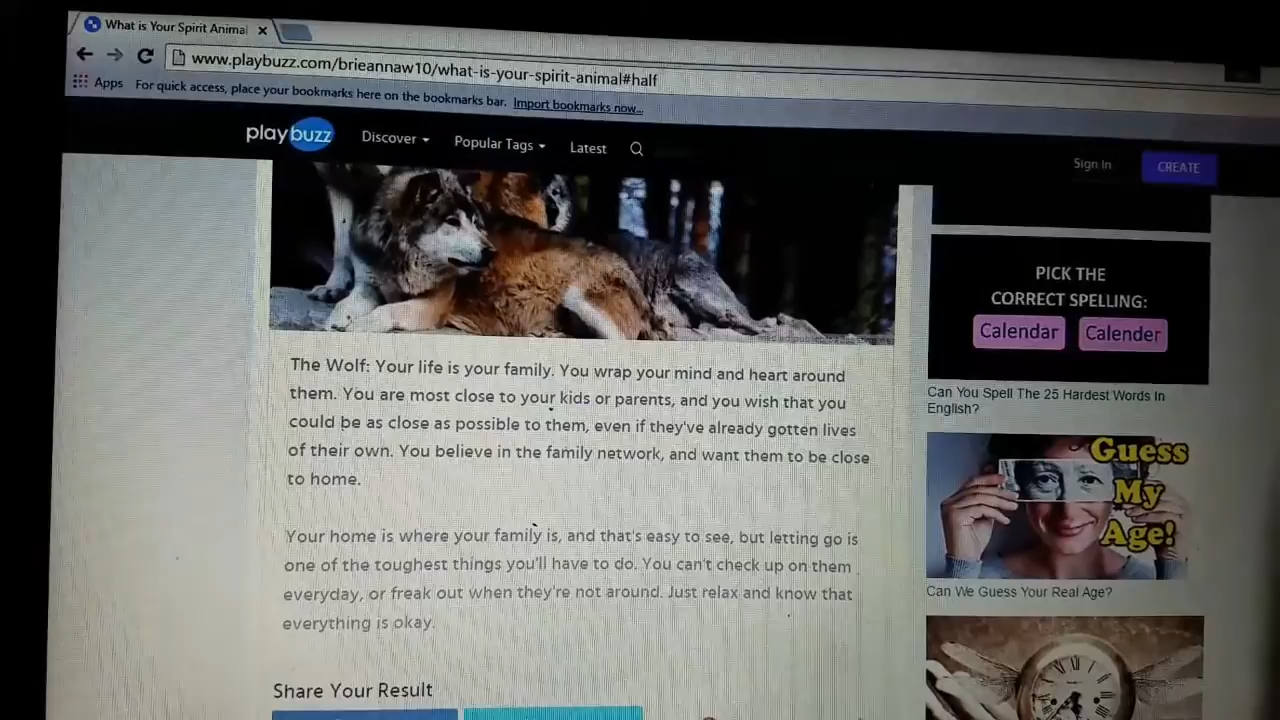 What is Your Spirit Anima
www.playbuzz.com/brieannaw10/what-is-your-spirit-animal#half
Apps For quick access, place your bookmarks here on the bookmarks bar. Import bookmarks now...
playbuzz Discover Popular Tags Latest Sign In CREATE
The Wolf: Your life is your family. You wrap your mind and heart around
them. You are most close to your kids or parents, and you wish that you
could be as close as possible to them, even if they've already gotten lives
of their own. You believe in the family network, and want them to be close
to home.
Your home is where your family is, and that's easy to see, but letting go is
one of the toughest things you'll have to do. You can't check up on them
everyday, or freak out when they're not around. Just relax and know that
everything is okay.
Share Your Result
PICK THE
CORRECT SPELLING:
Calendar Calender
Can You Spell The 25 Hardest Words In
English?
Guess
My
Age!
Can We Guess Your Real Age?